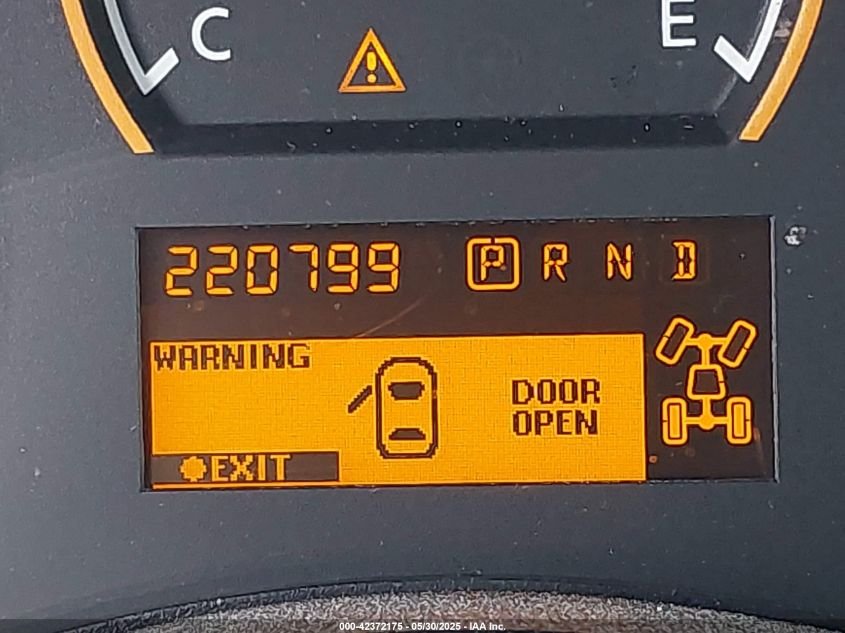 C E
220799 P R N D
WARNING
DOOR
OPEN
EXIT
000-42372175 - 05/30/2025 - IAA Inc.